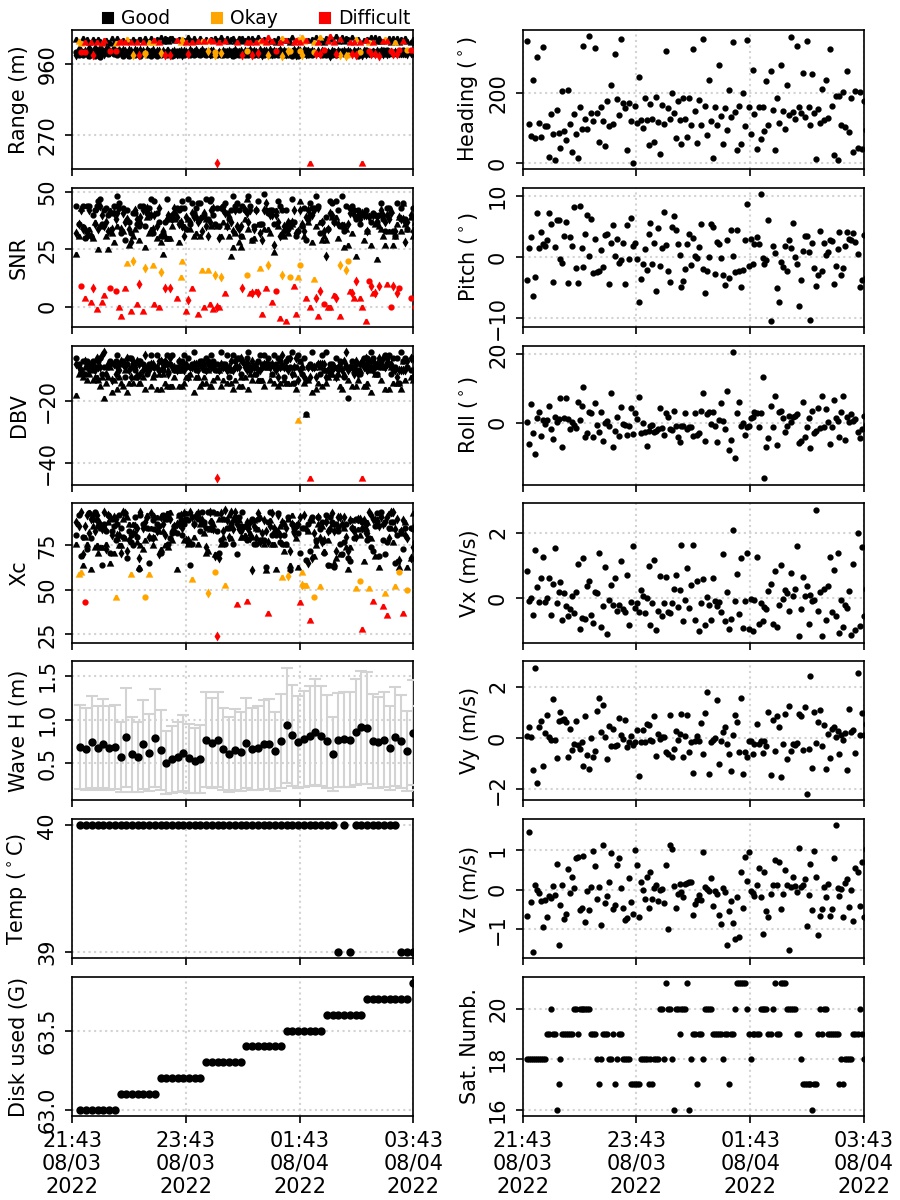 Good Okay Difficult
Range (m)
960
270
Heading (°)
200
0
SNR
50
25
0
Pitch (°)
10
0
−10
DBV
−20
−40
Roll (°)
20
0
Xc
75
50
25
Vx (m/s)
2
0
Wave H (m)
1.5
1.0
0.5
Vy (m/s)
2
0
−2
Temp (°C)
40
39
Vz (m/s)
1
0
−1
Disk used (G)
63.5
63.0
Sat. Numb.
20
18
16
21:43 23:43 01:43 03:43 21:43 23:43 01:43 03:43
08/03 08/03 08/04 08/04 08/03 08/03 08/04 08/04
2022 2022 2022 2022 2022 2022 2022 2022